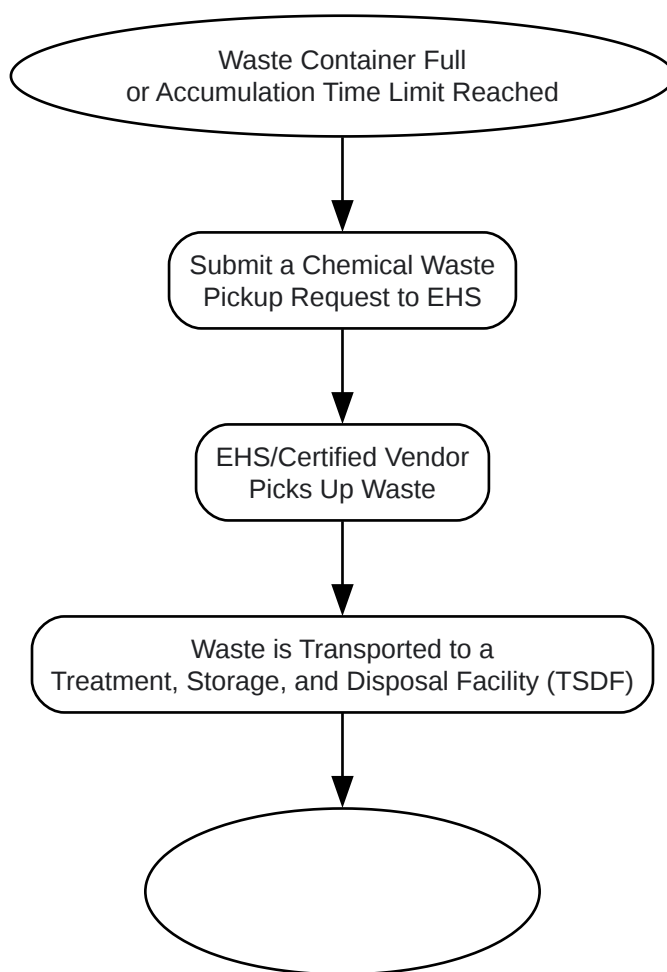 Waste Container Full
or Accumulation Time Limit Reached
Submit a Chemical Waste
Pickup Request to EHS
EHS/Certified Vendor
Picks Up Waste
Waste is Transported to a
Treatment, Storage, and Disposal Facility (TSDF)